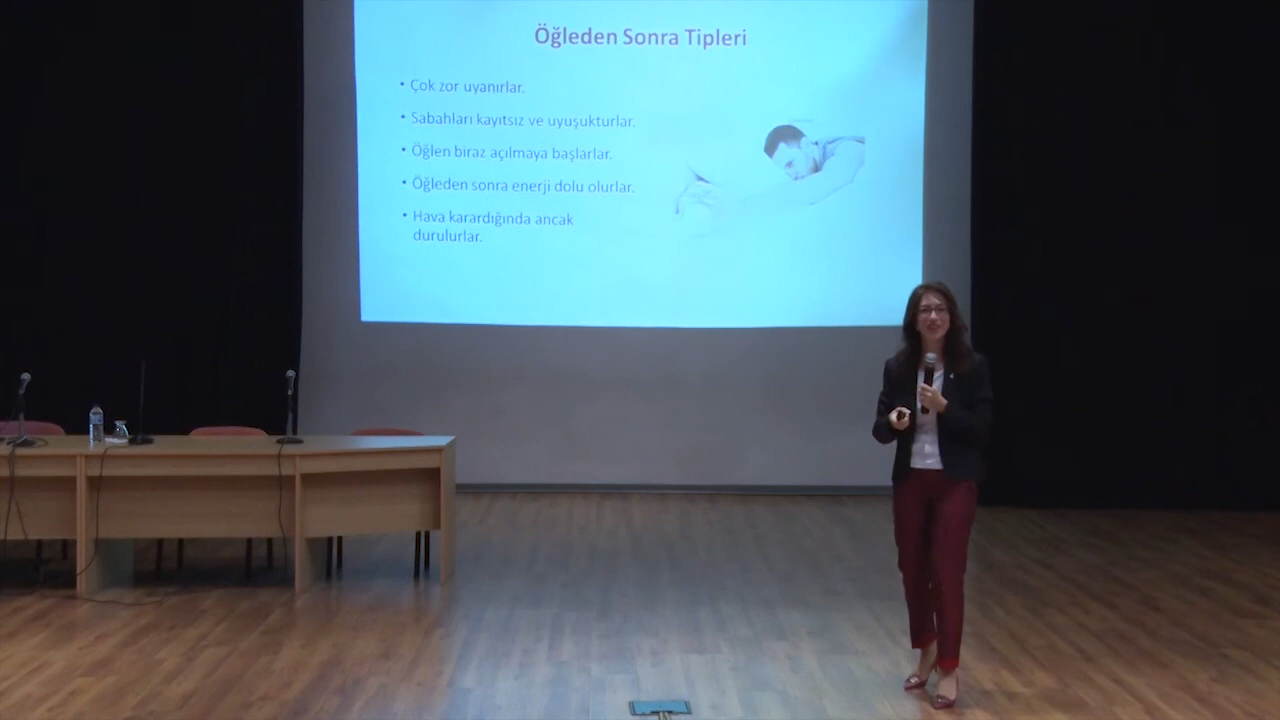 Öğleden Sonra Tipleri
• Çok zor uyanırlar.
• Sabahları kayıtsız ve uyuşukturlar.
• Öğlen biraz açılmaya başlarlar.
• Öğleden sonra enerji dolu olurlar.
• Hava karardığında ancak
durulurlar.